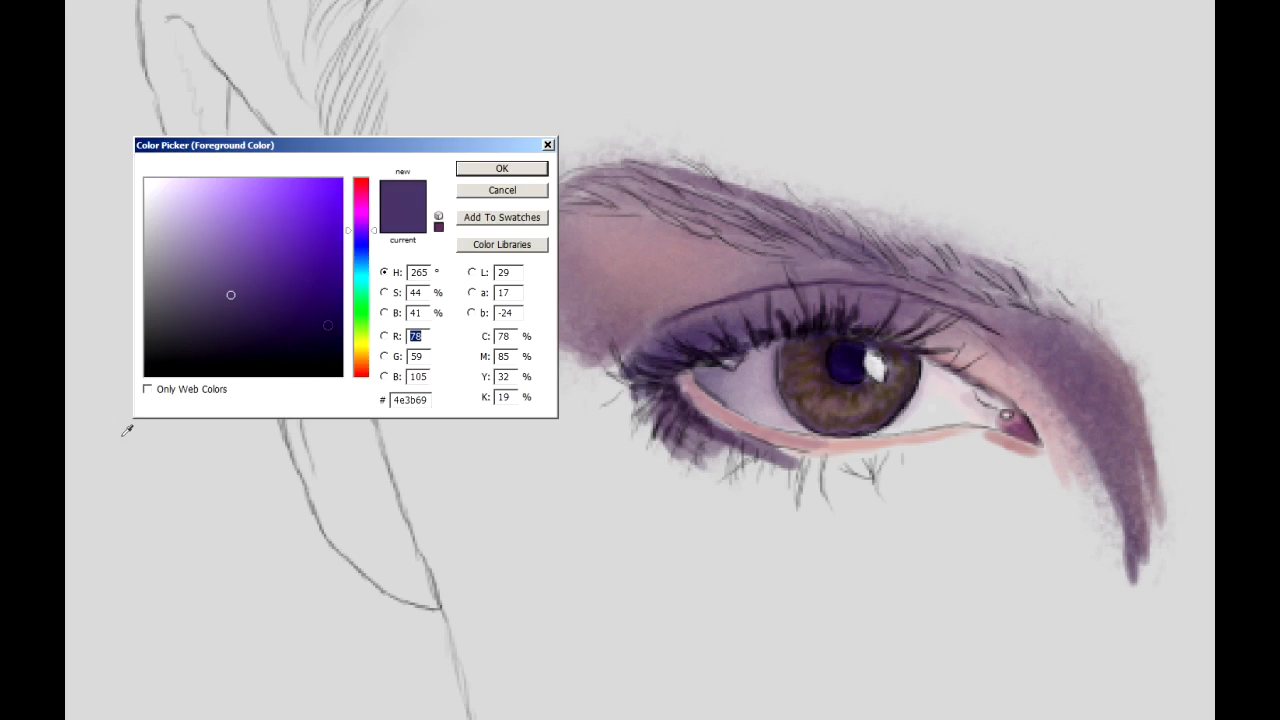 Color Picker (Foreground Color)
new
current
OK
Cancel
Add To Swatches
Color Libraries
H: 265 °
S: 44 %
B: 41 %
R: 78
G: 59
B: 105
# 4e3b69
L: 29
a: 17
b: -24
C: 78 %
M: 85 %
Y: 32 %
K: 19 %
Only Web Colors